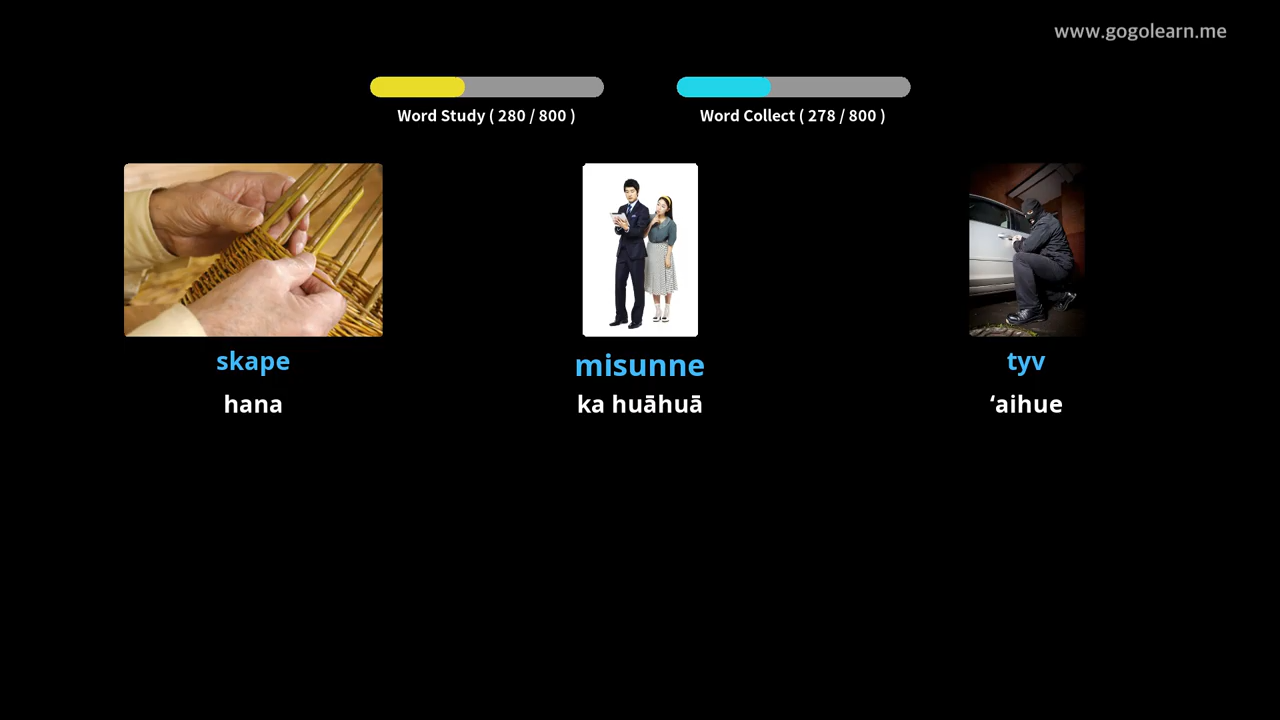 www.gogolearn.me
Word Study ( 280 / 800 )
Word Collect ( 278 / 800 )
skape
misunne
tyv
hana
ka huāhuā
ʻaihue